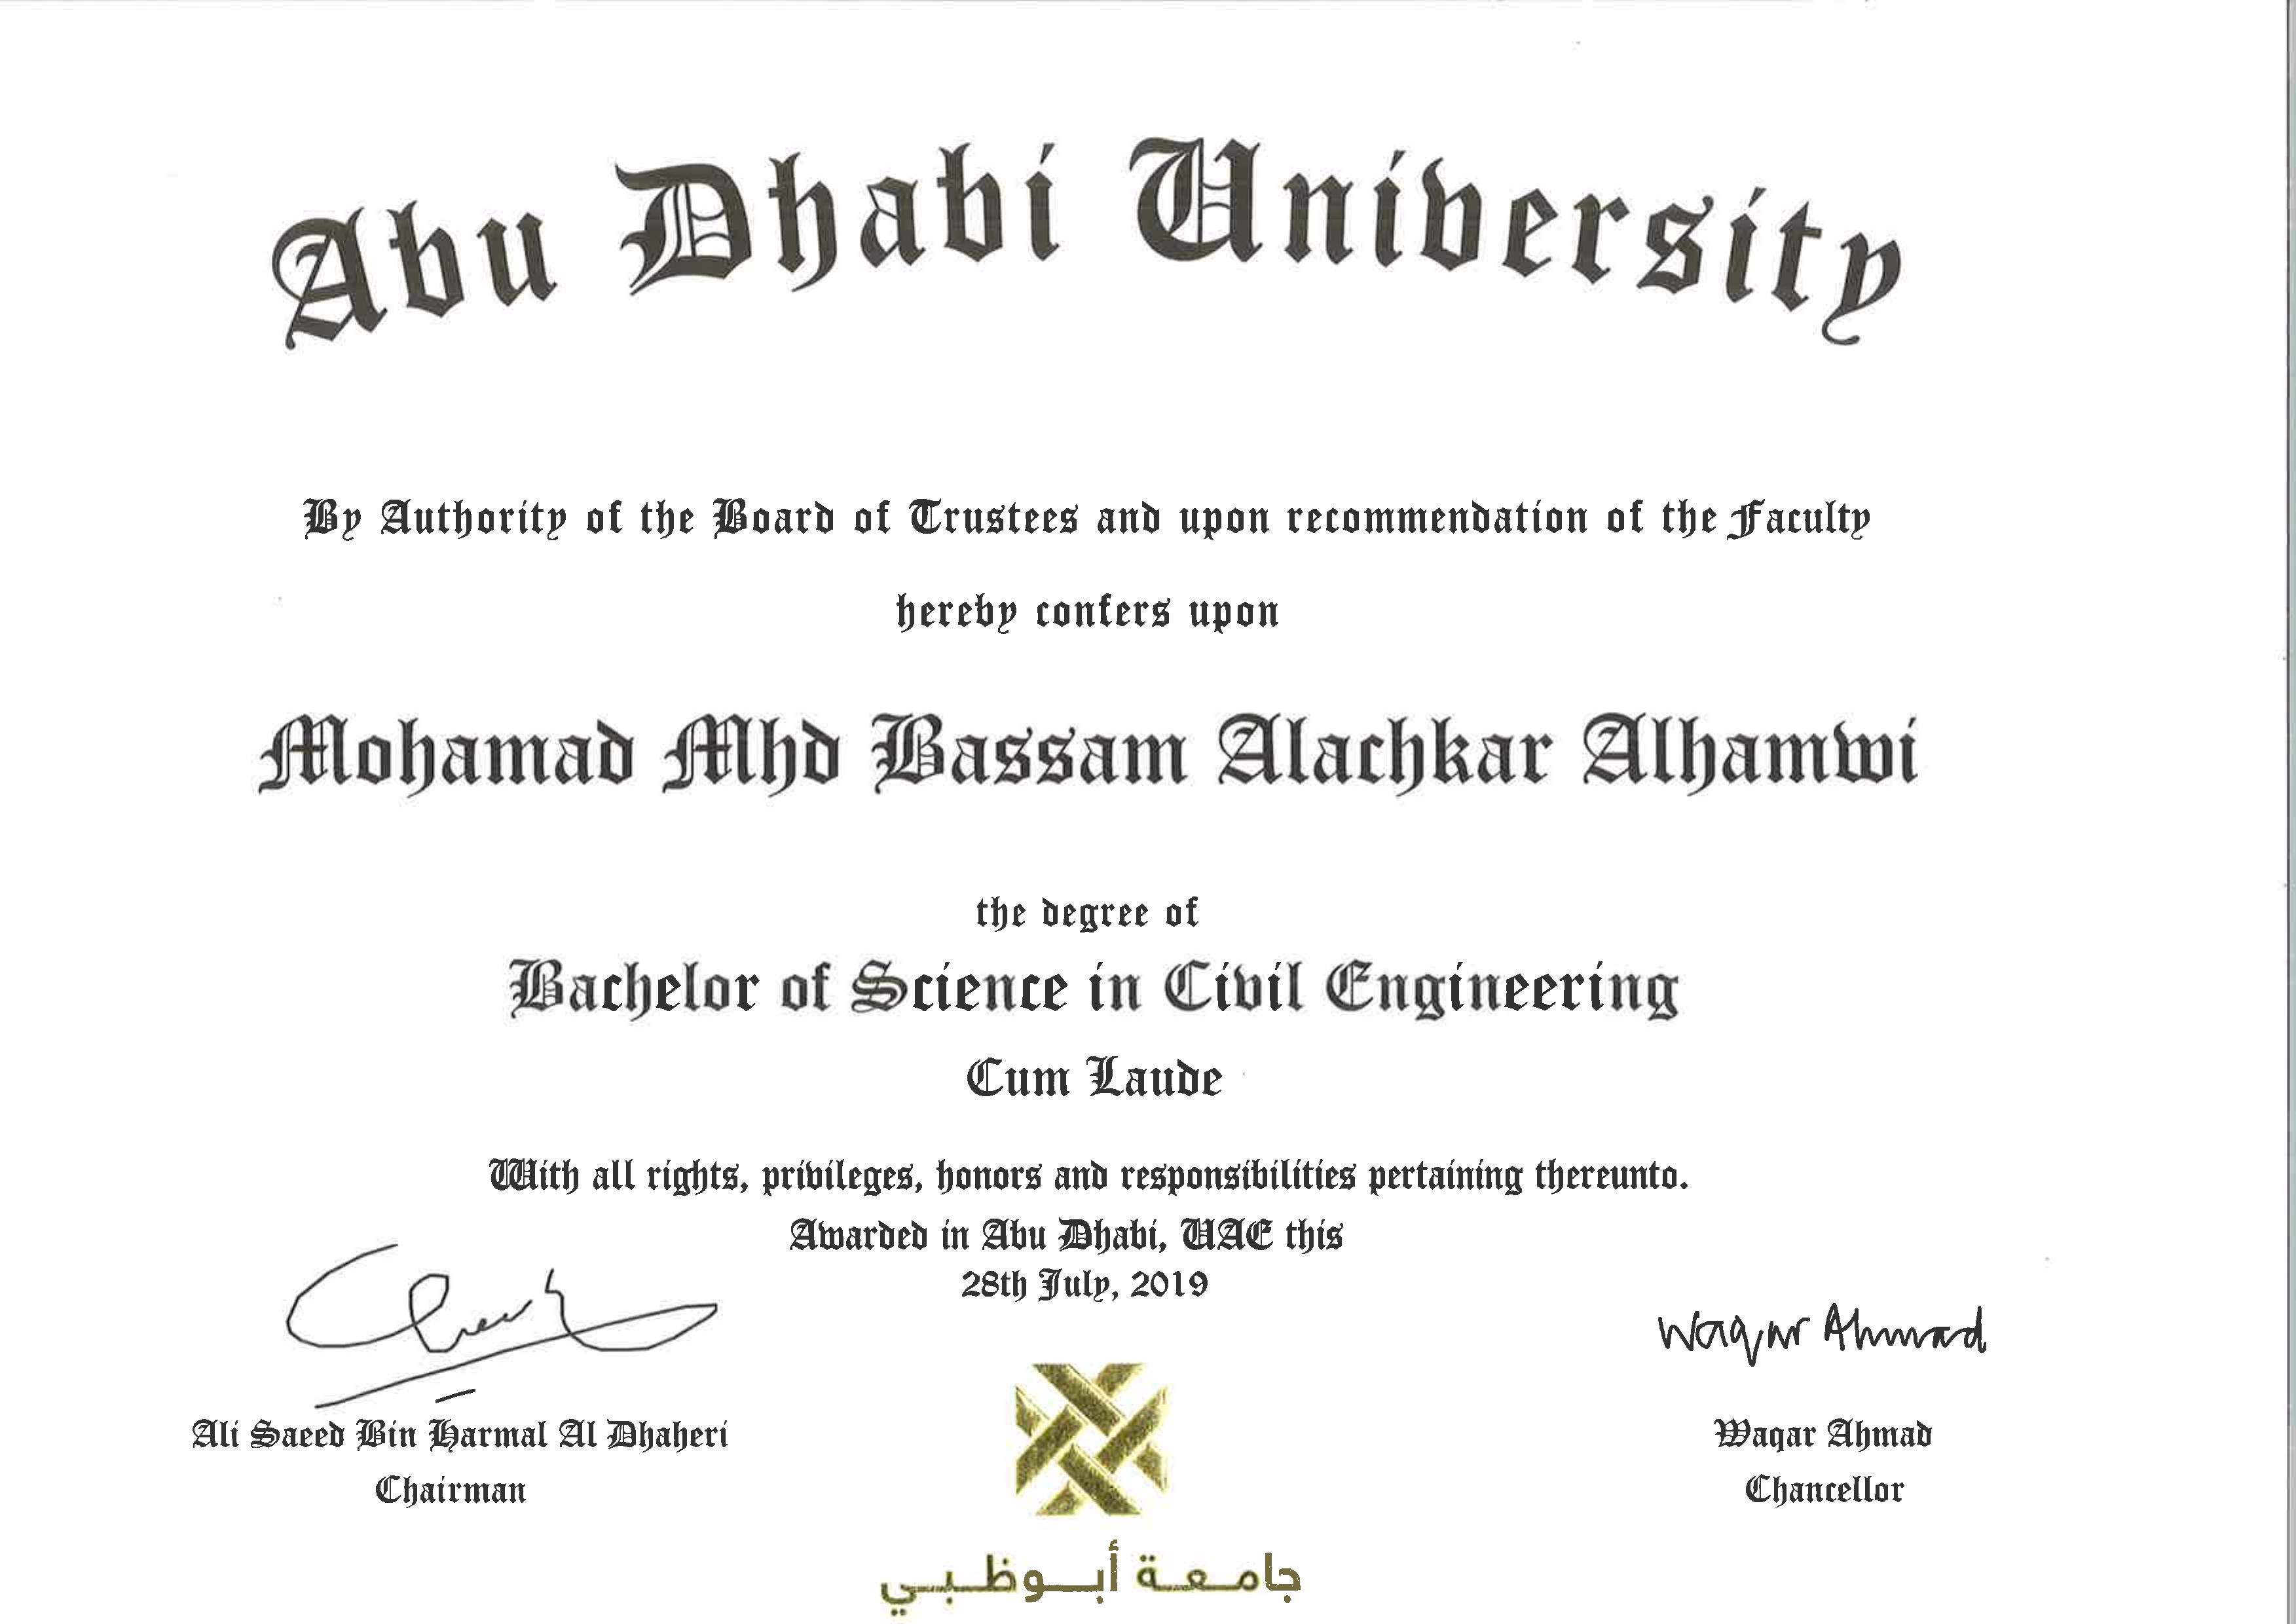 Abu Dhabi University
By Authority of the Board of Trustees and upon recommendation of the Faculty
hereby confers upon
Mohamad Mhd Bassam Alachkar Alhamwi
the degree of
Bachelor of Science in Civil Engineering
Cum Laude
With all rights, privileges, honors and responsibilities pertaining thereunto.
Awarded in Abu Dhabi, UAE this
28th July, 2019
Waqar Ahmad
Ali Saeed Bin Harmal Al Dhaheri
Chairman
Waqar Ahmad
Chancellor
جامعة أبوظبي